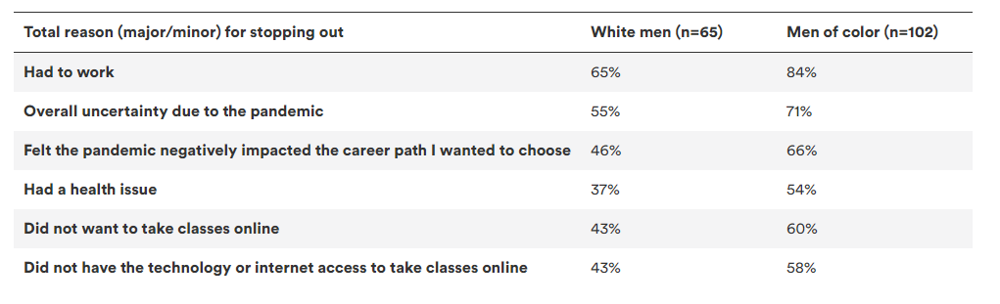 Total reason (major/minor) for stopping out White men (n=65) Men of color (n=102)
Had to work 65% 84%
Overall uncertainty due to the pandemic 55% 71%
Felt the pandemic negatively impacted the career path I wanted to choose 46% 66%
Had a health issue 37% 54%
Did not want to take classes online 43% 60%
Did not have the technology or internet access to take classes online 43% 58%